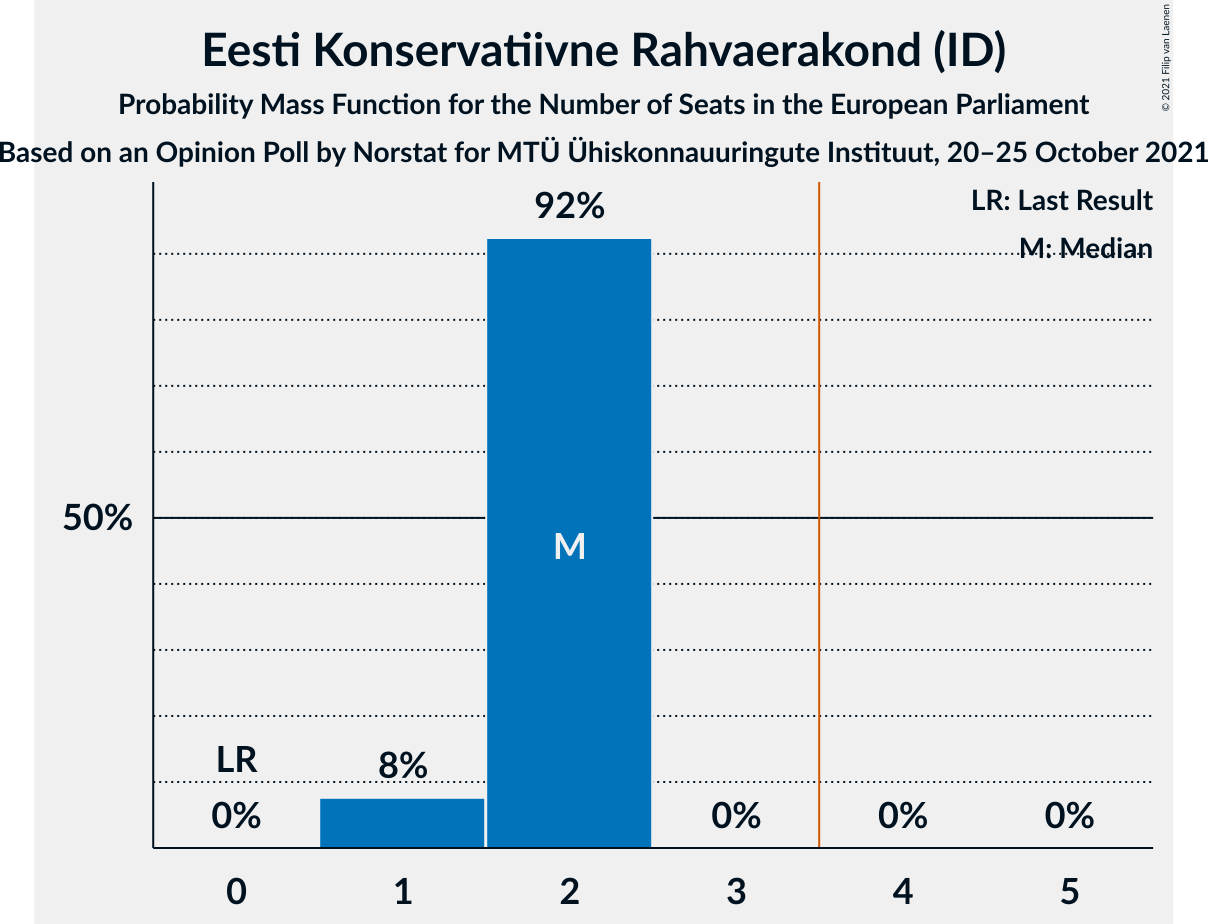 Eesti Konservatiivne Rahvaerakond (ID)
Probability Mass Function for the Number of Seats in the European Parliament
Based on an Opinion Poll by Norstat for MTÜ Ühiskonnauuringute Instituut, 20–25 October 2021
© 2021 Filip van Laenen
LR: Last Result
M: Median
92%
50%
M
LR
8%
0%
0%
0%
0%
0 1 2 3 4 5